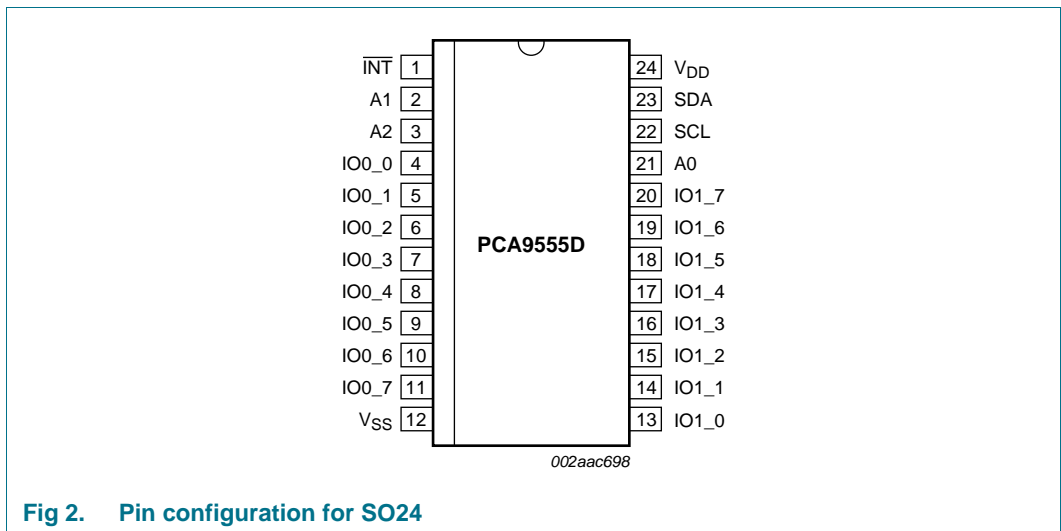 INT 1 24 VDD
A1 2 23 SDA
A2 3 22 SCL
IO0_0 4 21 A0
IO0_1 5 20 IO1_7
IO0_2 6 19 IO1_6
PCA9555D
IO0_3 7 18 IO1_5
IO0_4 8 17 IO1_4
IO0_5 9 16 IO1_3
IO0_6 10 15 IO1_2
IO0_7 11 14 IO1_1
VSS 12 13 IO1_0
002aac698
Fig 2. Pin configuration for SO24